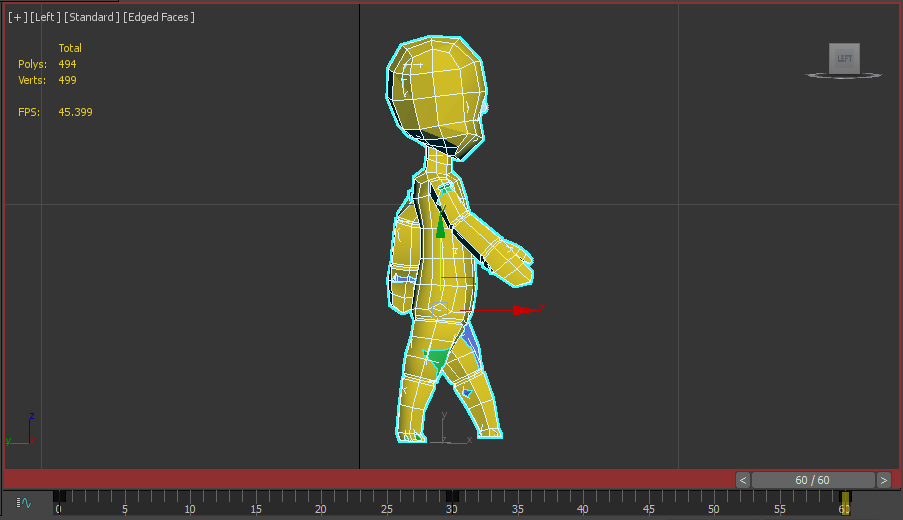 [+] [Left] [Standard] [Edged Faces]
Total
Polys: 494
Verts: 499
FPS: 45.399
LEFT
x
z
y
y
z x
< 60 / 60 >
0 5 10 15 20 25 30 35 40 45 50 55 60